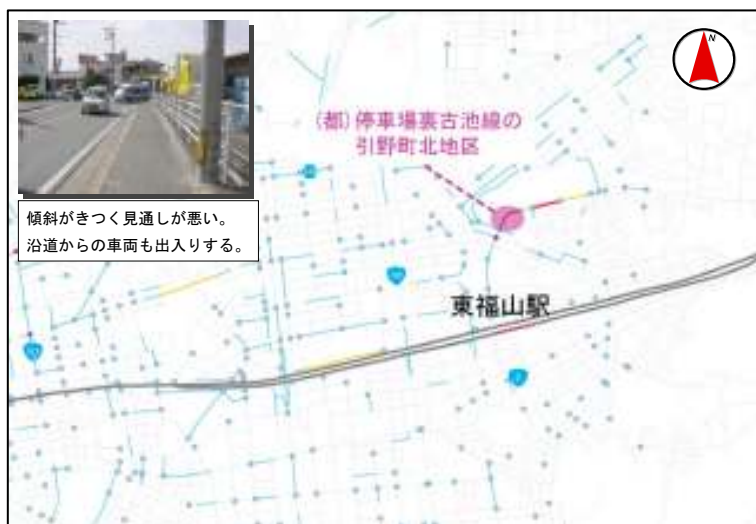 N
(都)停車場裏古池線の
引野町北地区
傾斜がきつく見通しが悪い。
沿道からの車両も出入りする。
東福山駅